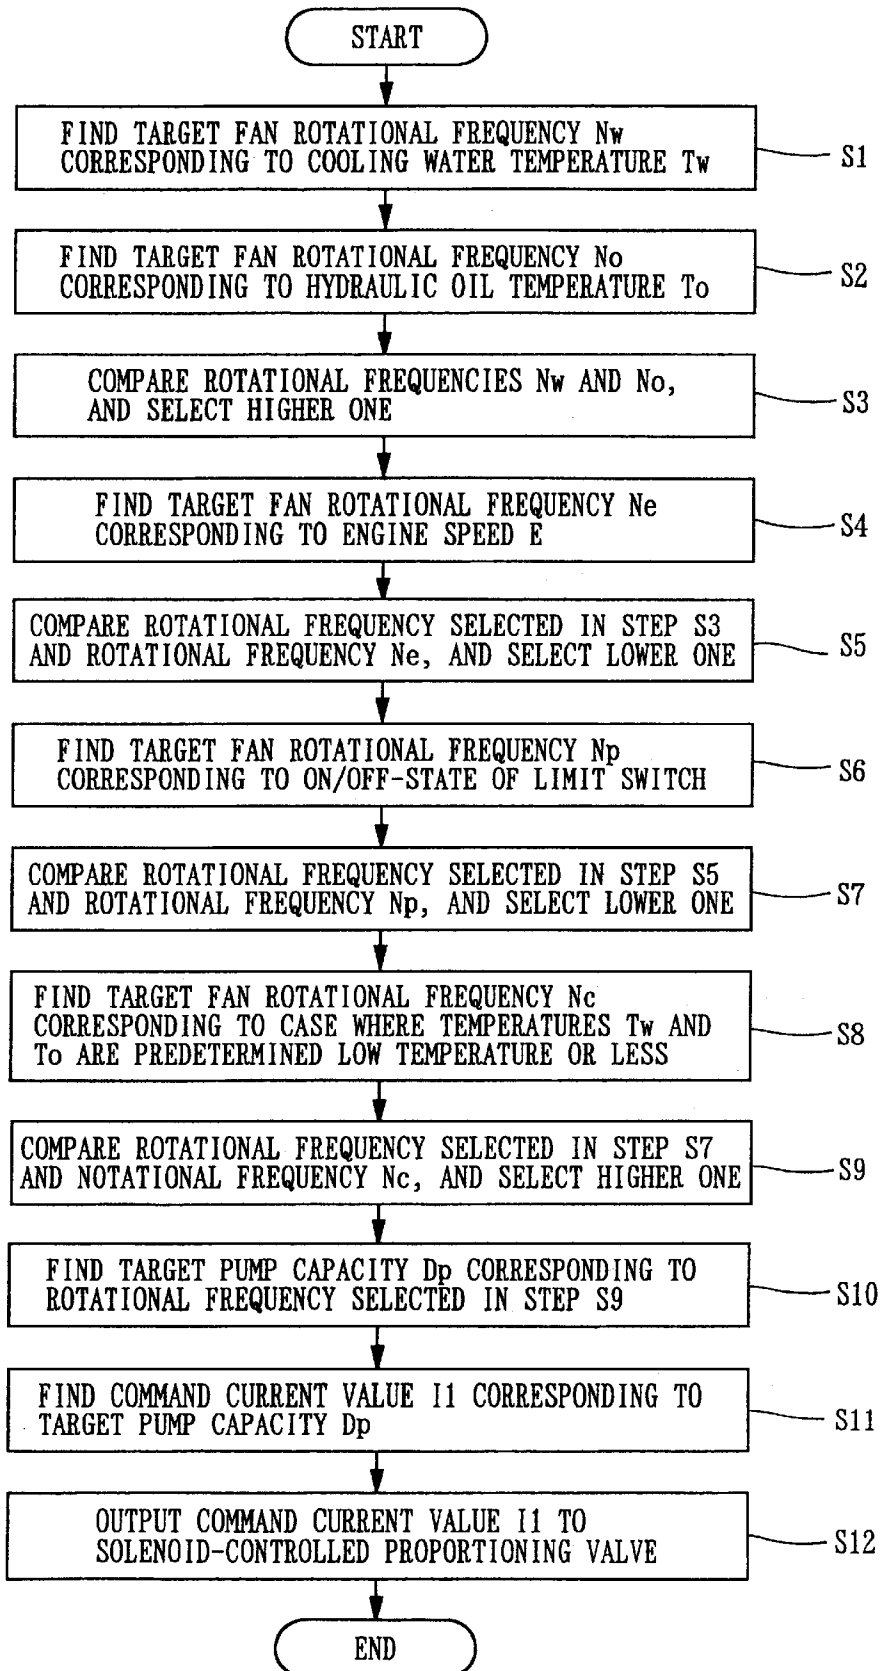 START
FIND TARGET FAN ROTATIONAL FREQUENCY Nw
CORRESPONDING TO COOLING WATER TEMPERATURE Tw
S1
FIND TARGET FAN ROTATIONAL FREQUENCY No
CORRESPONDING TO HYDRAULIC OIL TEMPERATURE To
S2
COMPARE ROTATIONAL FREQUENCIES Nw AND No,
AND SELECT HIGHER ONE
S3
FIND TARGET FAN ROTATIONAL FREQUENCY Ne
CORRESPONDING TO ENGINE SPEED E
S4
COMPARE ROTATIONAL FREQUENCY SELECTED IN STEP S3
AND ROTATIONAL FREQUENCY Ne, AND SELECT LOWER ONE
S5
FIND TARGET FAN ROTATIONAL FREQUENCY Np
CORRESPONDING TO ON/OFF-STATE OF LIMIT SWITCH
S6
COMPARE ROTATIONAL FREQUENCY SELECTED IN STEP S5
AND ROTATIONAL FREQUENCY Np, AND SELECT LOWER ONE
S7
FIND TARGET FAN ROTATIONAL FREQUENCY Nc
CORRESPONDING TO CASE WHERE TEMPERATURES Tw AND
To ARE PREDETERMINED LOW TEMPERATURE OR LESS
S8
COMPARE ROTATIONAL FREQUENCY SELECTED IN STEP S7
AND NOTATIONAL FREQUENCY Nc, AND SELECT HIGHER ONE
S9
FIND TARGET PUMP CAPACITY Dp CORRESPONDING TO
ROTATIONAL FREQUENCY SELECTED IN STEP S9
S10
FIND COMMAND CURRENT VALUE I1 CORRESPONDING TO
TARGET PUMP CAPACITY Dp
S11
OUTPUT COMMAND CURRENT VALUE I1 TO
SOLENOID-CONTROLLED PROPORTIONING VALVE
S12
END